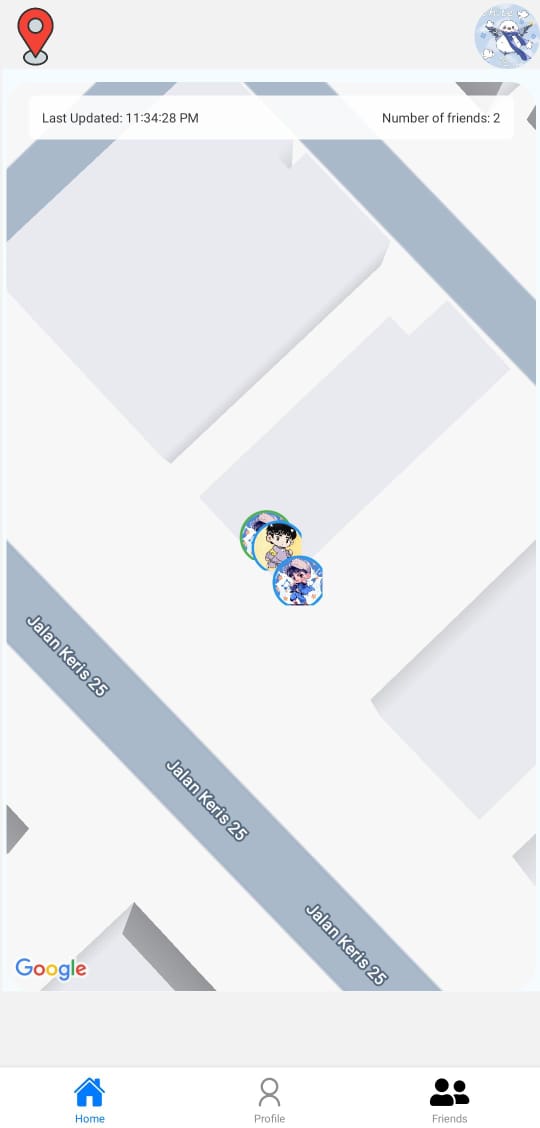 Last Updated: 11:34:28 PM
Number of friends: 2
Jalan Keris 25
Jalan Keris 25
Jalan Keris 25
Google
Home
Profile
Friends